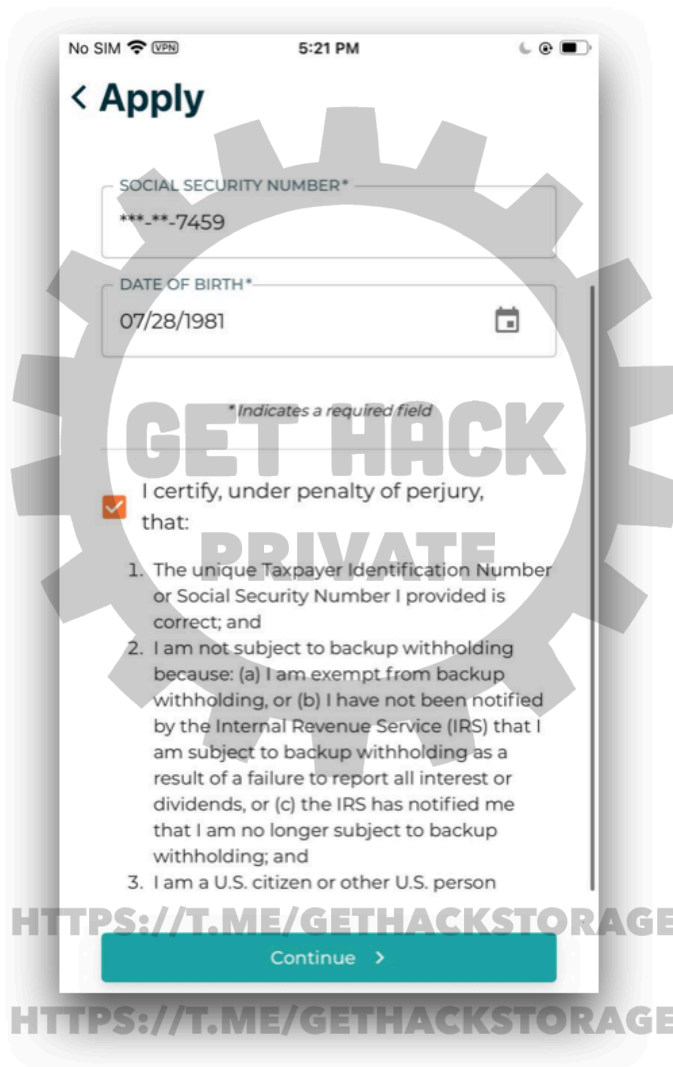 No SIM VPN 5:21 PM
< Apply
SOCIAL SECURITY NUMBER*
***-**-7459
DATE OF BIRTH*
07/28/1981
* Indicates a required field
GET HACK
I certify, under penalty of perjury,
that:
PRIVATE
1. The unique Taxpayer Identification Number
or Social Security Number I provided is
correct; and
2. I am not subject to backup withholding
because: (a) I am exempt from backup
withholding, or (b) I have not been notified
by the Internal Revenue Service (IRS) that I
am subject to backup withholding as a
result of a failure to report all interest or
dividends, or (c) the IRS has notified me
that I am no longer subject to backup
withholding; and
3. I am a U.S. citizen or other U.S. person
HTTPS://T.ME/GETHACKSTORAGE
Continue >
HTTPS://T.ME/GETHACKSTORAGE